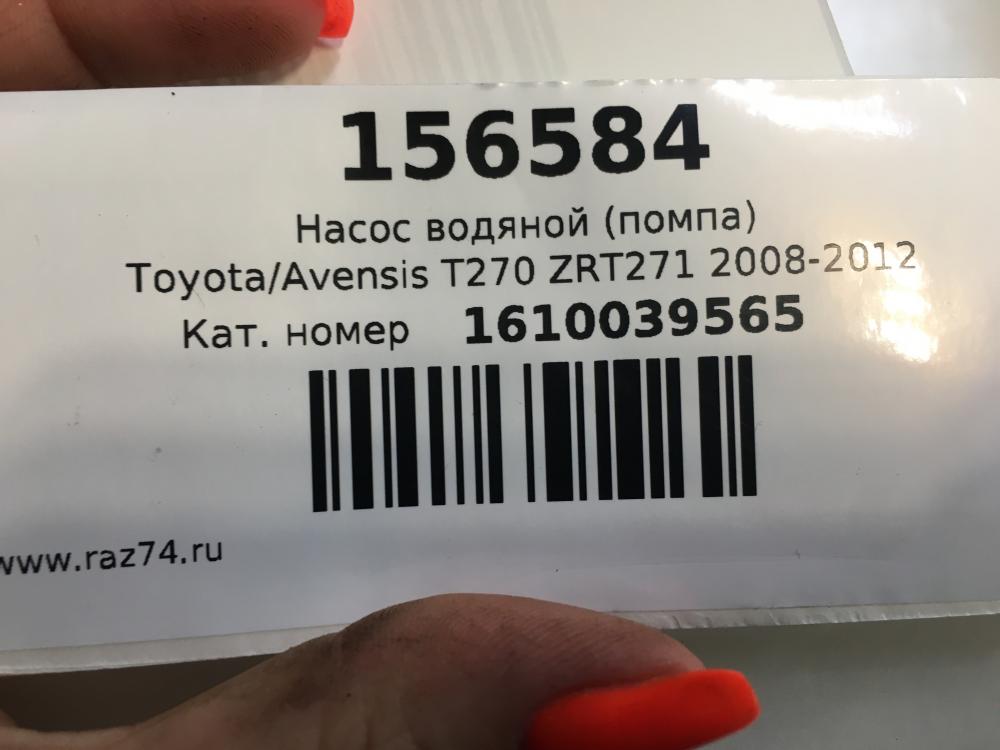 156584
Насос водяной (помпа)
Toyota/Avensis T270 ZRT271 2008-2012
Кат. номер 1610039565
www.raz74.ru